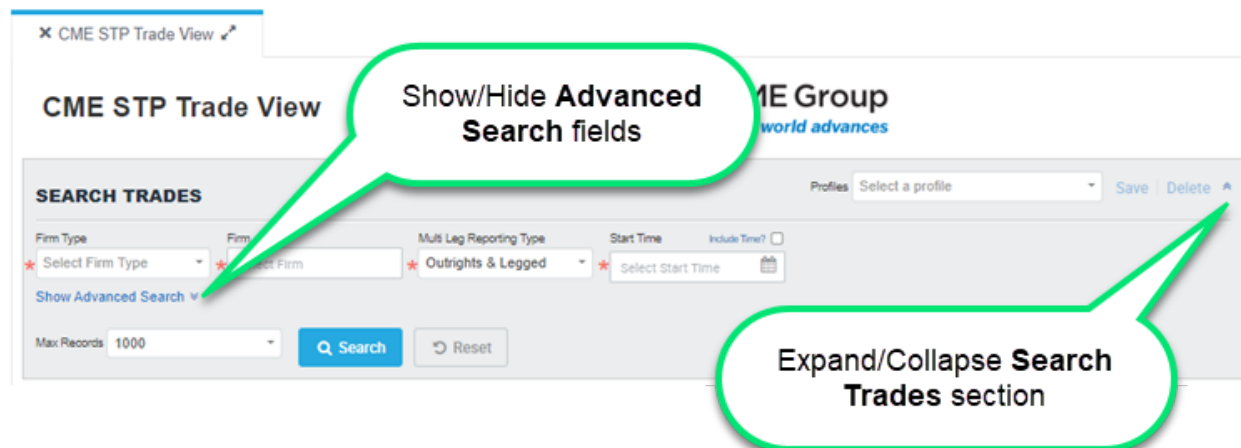 CME STP Trade View
CME STP Trade View
Show/Hide Advanced
Search fields
Group
world advances
SEARCH TRADES
Profiles Select a profile Save Delete
Firm Type Firm Multi Leg Reporting Type Start Time Include Time?
* Select Firm Type * Firm * Outrights & Legged * Select Start Time
Show Advanced Search
Max Records 1000 Search Reset
Expand/Collapse Search
Trades section